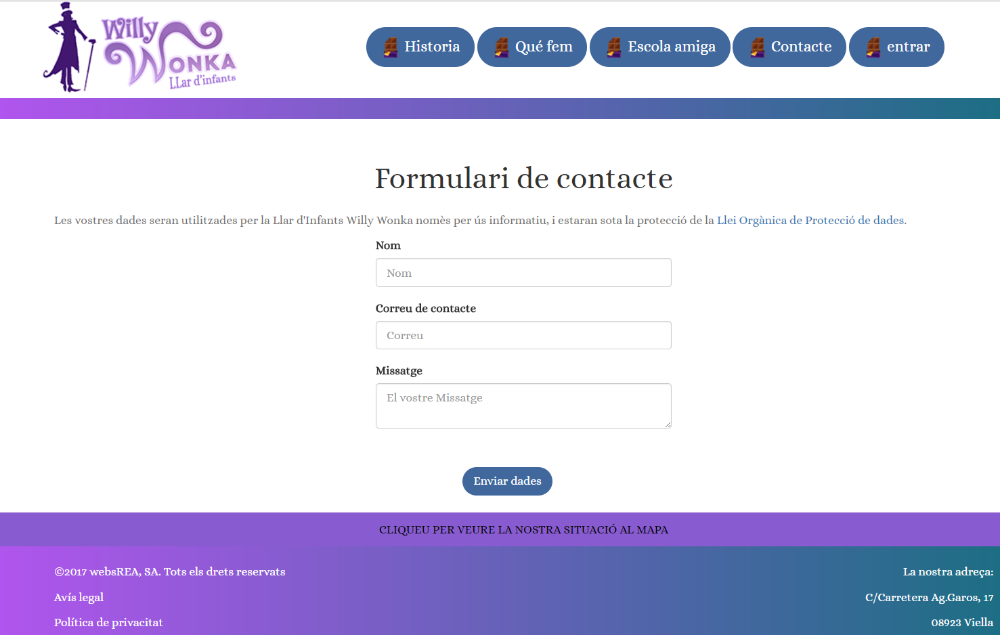 Willy
Wonka
LLar d'infants
Historia
Qué fem
Escola amiga
Contacte
entrar
Formulari de contacte
Les vostres dades seran utilitzades per la Llar d'Infants Willy Wonka nomès per ús informatiu, i estaran sota la protecció de la Llei Orgànica de Protecció de dades.
Nom
Nom
Correu de contacte
Correu
Missatge
El vostre Missatge
Enviar dades
CLIQUEU PER VEURE LA NOSTRA SITUACIÓ AL MAPA
©2017 websREA, SA. Tots els drets reservats
Avís legal
Política de privacitat
La nostra adreça:
C/Carretera Ag.Garos, 17
08923 Viella